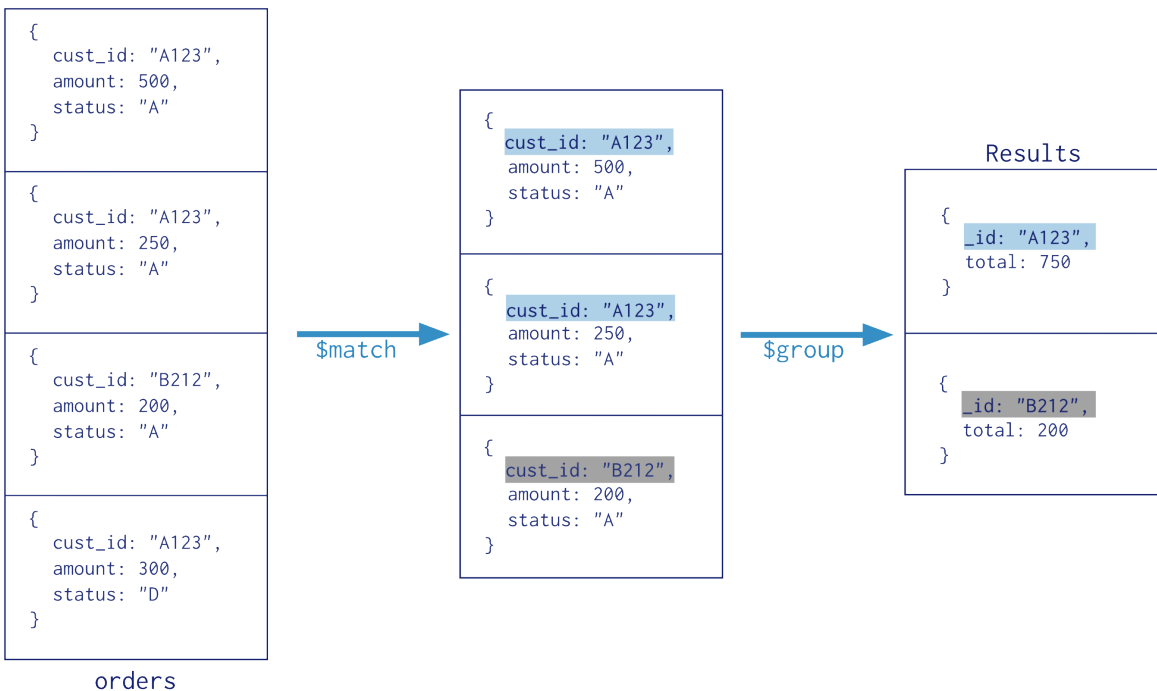 {
cust_id: "A123",
amount: 500,
status: "A"
}
{
cust_id: "A123",
amount: 250,
status: "A"
}
{
cust_id: "B212",
amount: 200,
status: "A"
}
{
cust_id: "A123",
amount: 300,
status: "D"
}
orders
$match
{
cust_id: "A123",
amount: 500,
status: "A"
}
{
cust_id: "A123",
amount: 250,
status: "A"
}
{
cust_id: "B212",
amount: 200,
status: "A"
}
$group
Results
{
_id: "A123",
total: 750
}
{
_id: "B212",
total: 200
}